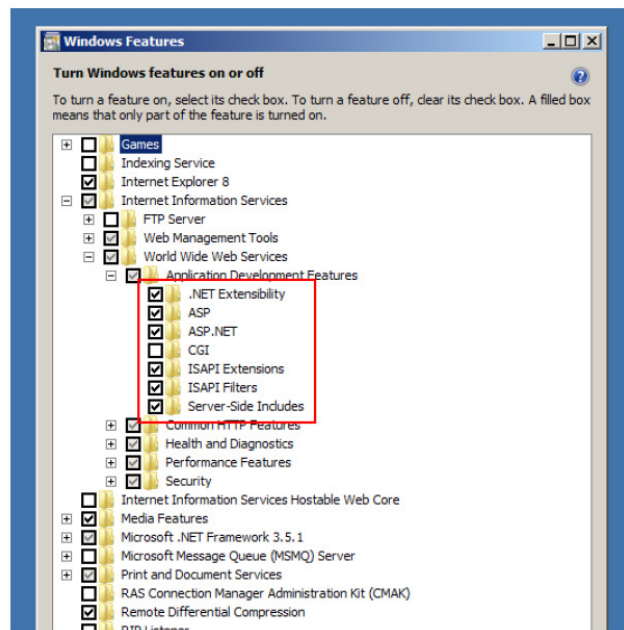 Windows Features
Turn Windows features on or off
To turn a feature on, select its check box. To turn a feature off, clear its check box. A filled box
means that only part of the feature is turned on.
Games
Indexing Service
Internet Explorer 8
Internet Information Services
FTP Server
Web Management Tools
World Wide Web Services
Application Development Features
.NET Extensibility
ASP
ASP.NET
CGI
ISAPI Extensions
ISAPI Filters
Server-Side Includes
Common HTTP Features
Health and Diagnostics
Performance Features
Security
Internet Information Services Hostable Web Core
Media Features
Microsoft .NET Framework 3.5.1
Microsoft Message Queue (MSMQ) Server
Print and Document Services
RAS Connection Manager Administration Kit (CMAK)
Remote Differential Compression
RIP Listener